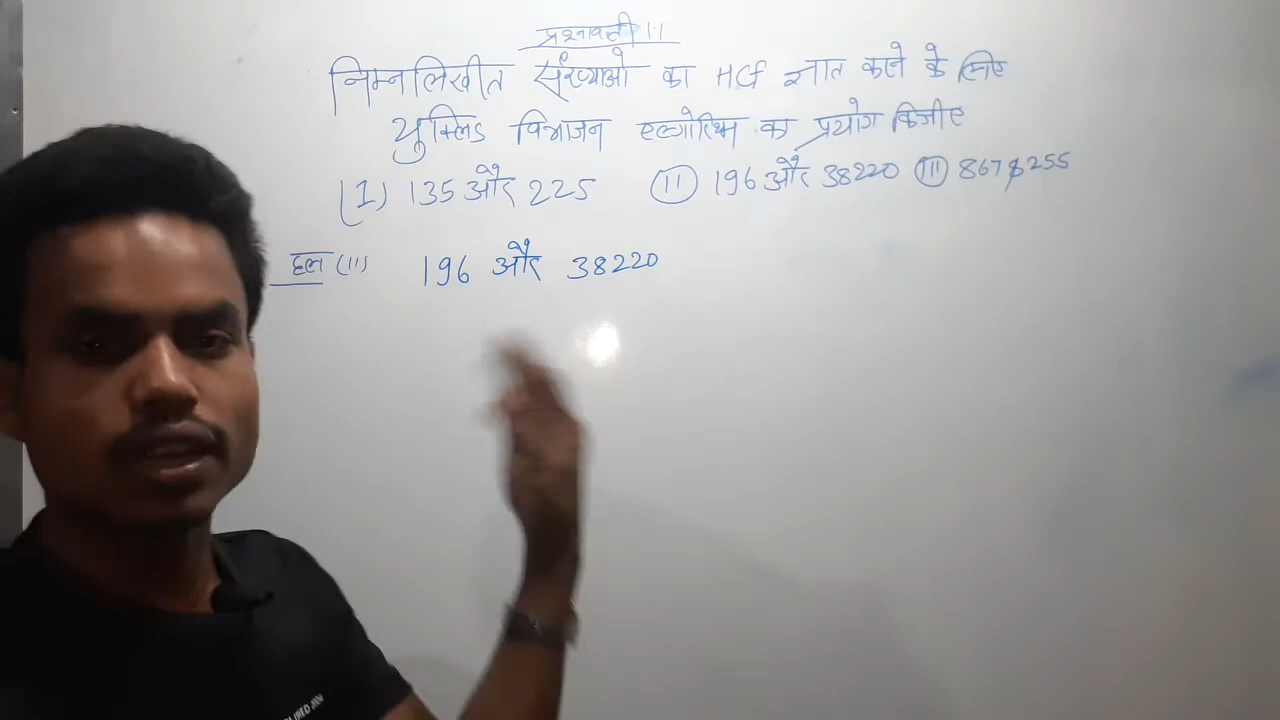 प्रश्नावली 1.1
निम्नलिखीत संख्याओ का HCF ज्ञात करने के लिए
युक्लिड विभाजन एल्गोरिथ्म का प्रयोग किजीए
(I) 135 और 225 (II) 196 और 38220 (III) 867 & 255
हल (II) 196 और 38220